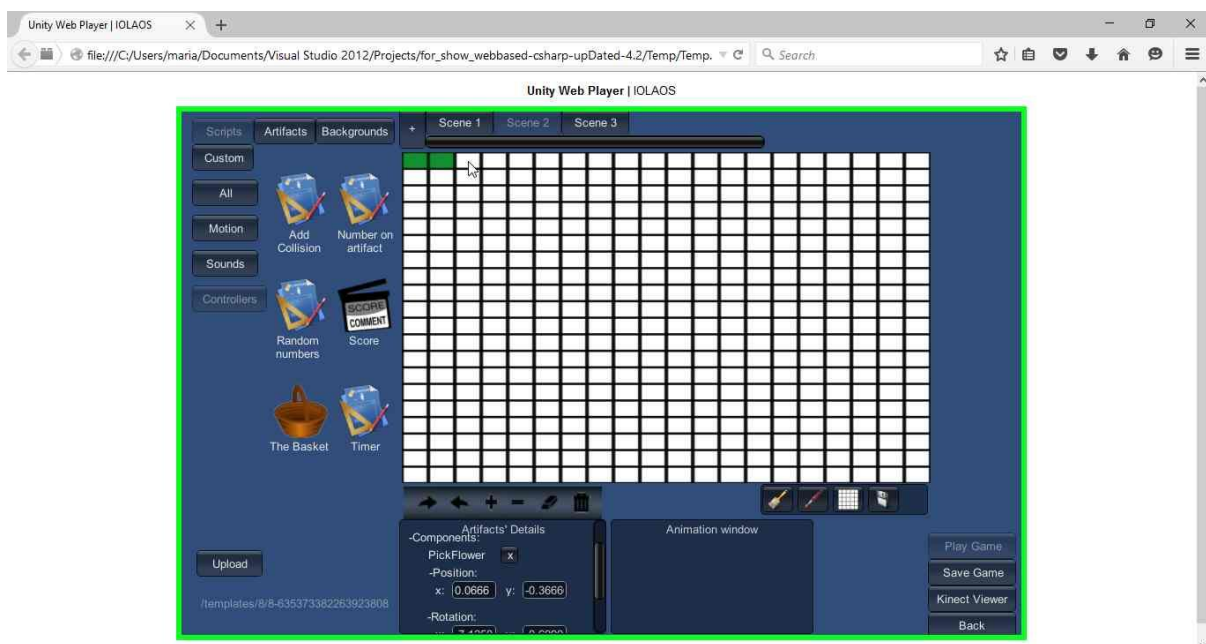 Unity Web Player | IOLAOS
file:///C:/Users/maria/Documents/Visual Studio 2012/Projects/for_show_webbased-csharp-upDated-4.2/Temp/Temp.
Search
Unity Web Player | IOLAOS
Scripts Artifacts Backgrounds + Scene 1 Scene 2 Scene 3
Custom
All
Motion
Sounds
Controllers
Add Collision
Number on artifact
Random numbers
SCORE
COMMENT
Score
The Basket
Timer
Upload
/templates/8/8-635373382263923808
Artifacts' Details
-Components:
PickFlower x
-Position:
x: 0.0666 y: -0.3666
-Rotation:
Animation window
Play Game
Save Game
Kinect Viewer
Back